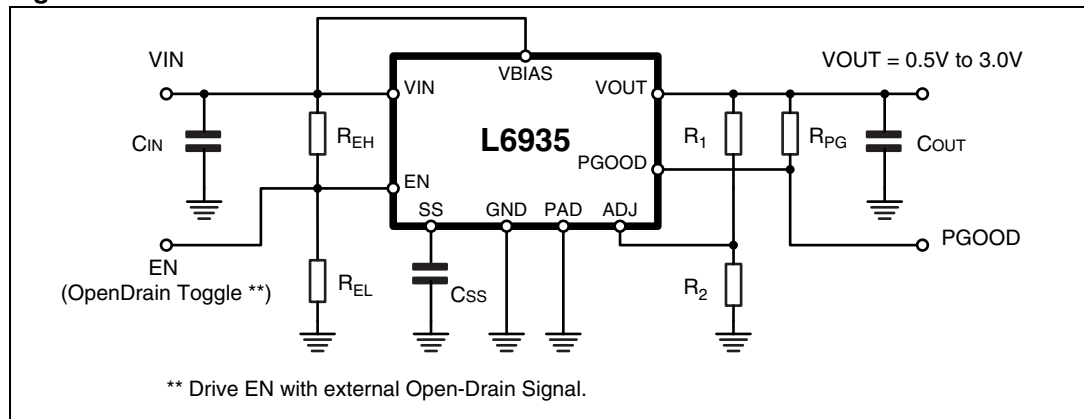 VIN
VBIAS
VOUT = 0.5V to 3.0V
VIN
VOUT
CIN
REH
L6935
R1
RPG
COUT
PGOOD
EN
SS
GND
PAD
ADJ
PGOOD
EN
(OpenDrain Toggle **)
REL
CSS
R2
** Drive EN with external Open-Drain Signal.